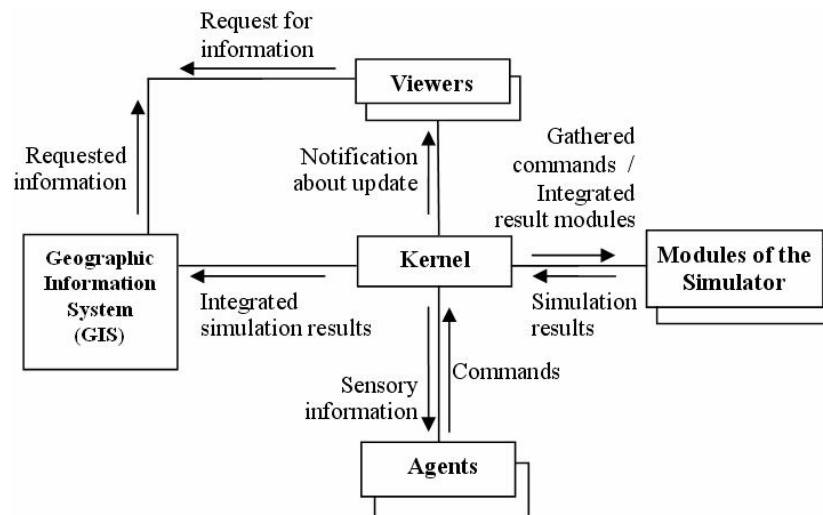 Request for
information
Viewers
Requested
information
Notification
about update
Gathered
commands /
Integrated
result modules
Geographic
Information
System
(GIS)
Kernel
Modules of the
Simulator
Integrated
simulation results
Simulation
results
Sensory
information
Commands
Agents